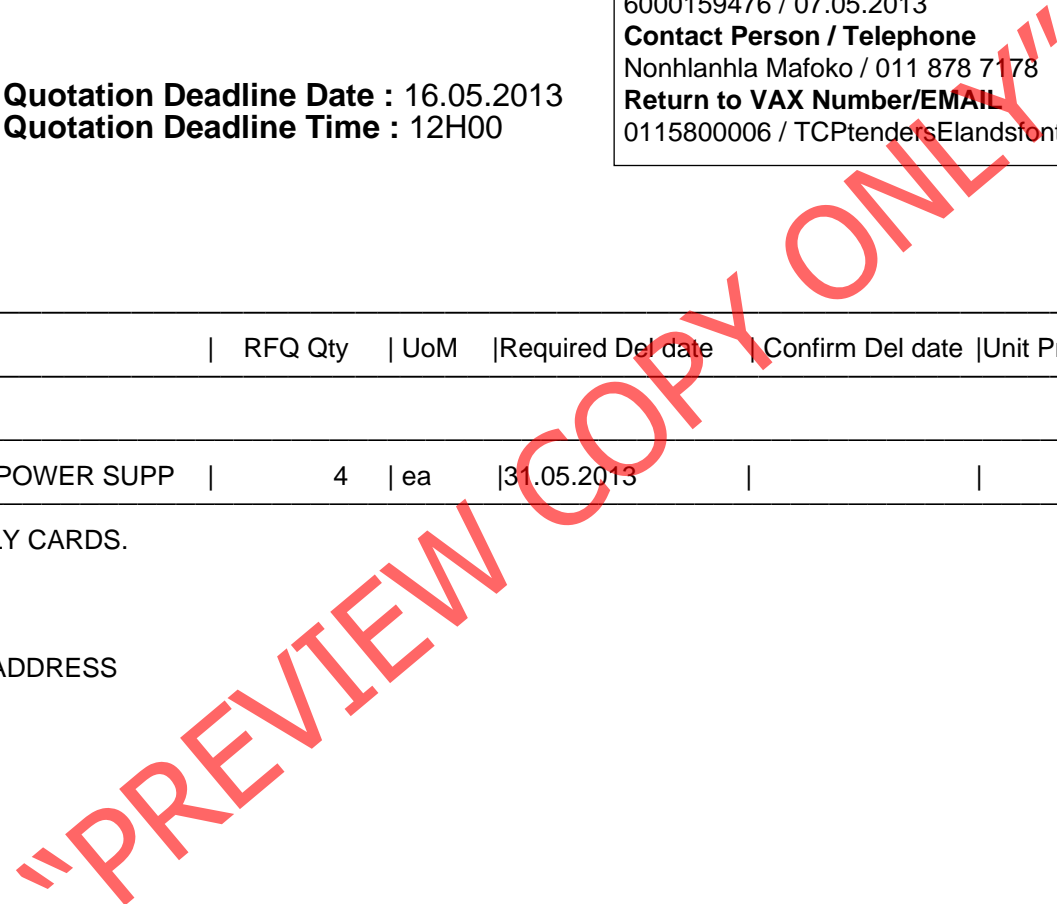 6000159476 / 07.05.2013
Contact Person / Telephone
Nonhlanhla Mafoko / 011 878 7178
Return to VAX Number/EMAIL
0115800006 / TCPtendersElandsfont
Quotation Deadline Date : 16.05.2013
Quotation Deadline Time : 12H00
| RFQ Qty | UoM |Required Del date | Confirm Del date |Unit Pr
POWER SUPP | 4 | ea |31.05.2013 | |
LY CARDS.
ADDRESS
"PREVIEW COPY ONLY"